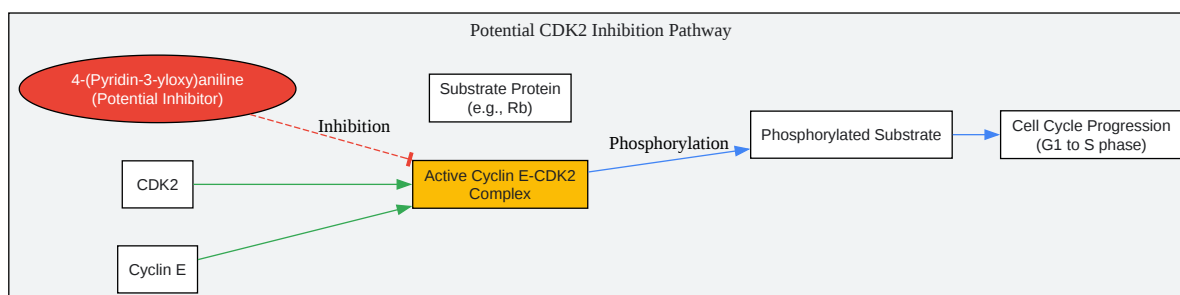 Potential CDK2 Inhibition Pathway
4-(Pyridin-3-yloxy)aniline
(Potential Inhibitor)
Substrate Protein
(e.g., Rb)
Inhibition
Phosphorylation
Phosphorylated Substrate
Cell Cycle Progression
(G1 to S phase)
CDK2
Active Cyclin E-CDK2
Complex
Cyclin E